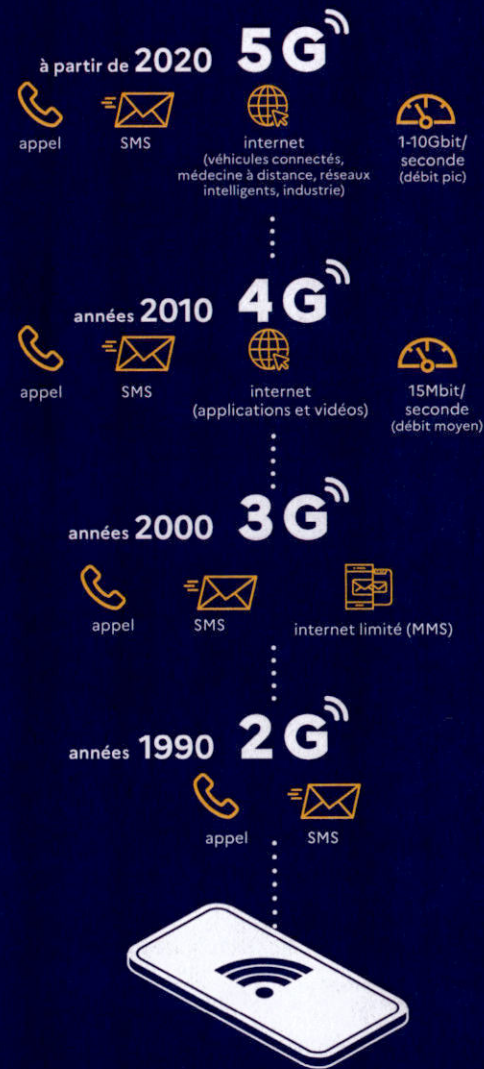 à partir de 2020 5G
appel
SMS
internet
(véhicules connectés,
médecine à distance, réseaux
intelligents, industrie)
1-10Gbit/
seconde
(débit pic)
années 2010 4G
appel
SMS
internet
(applications et vidéos)
15Mbit/
seconde
(débit moyen)
années 2000 3G
appel
SMS
internet limité (MMS)
années 1990 2G
appel
SMS